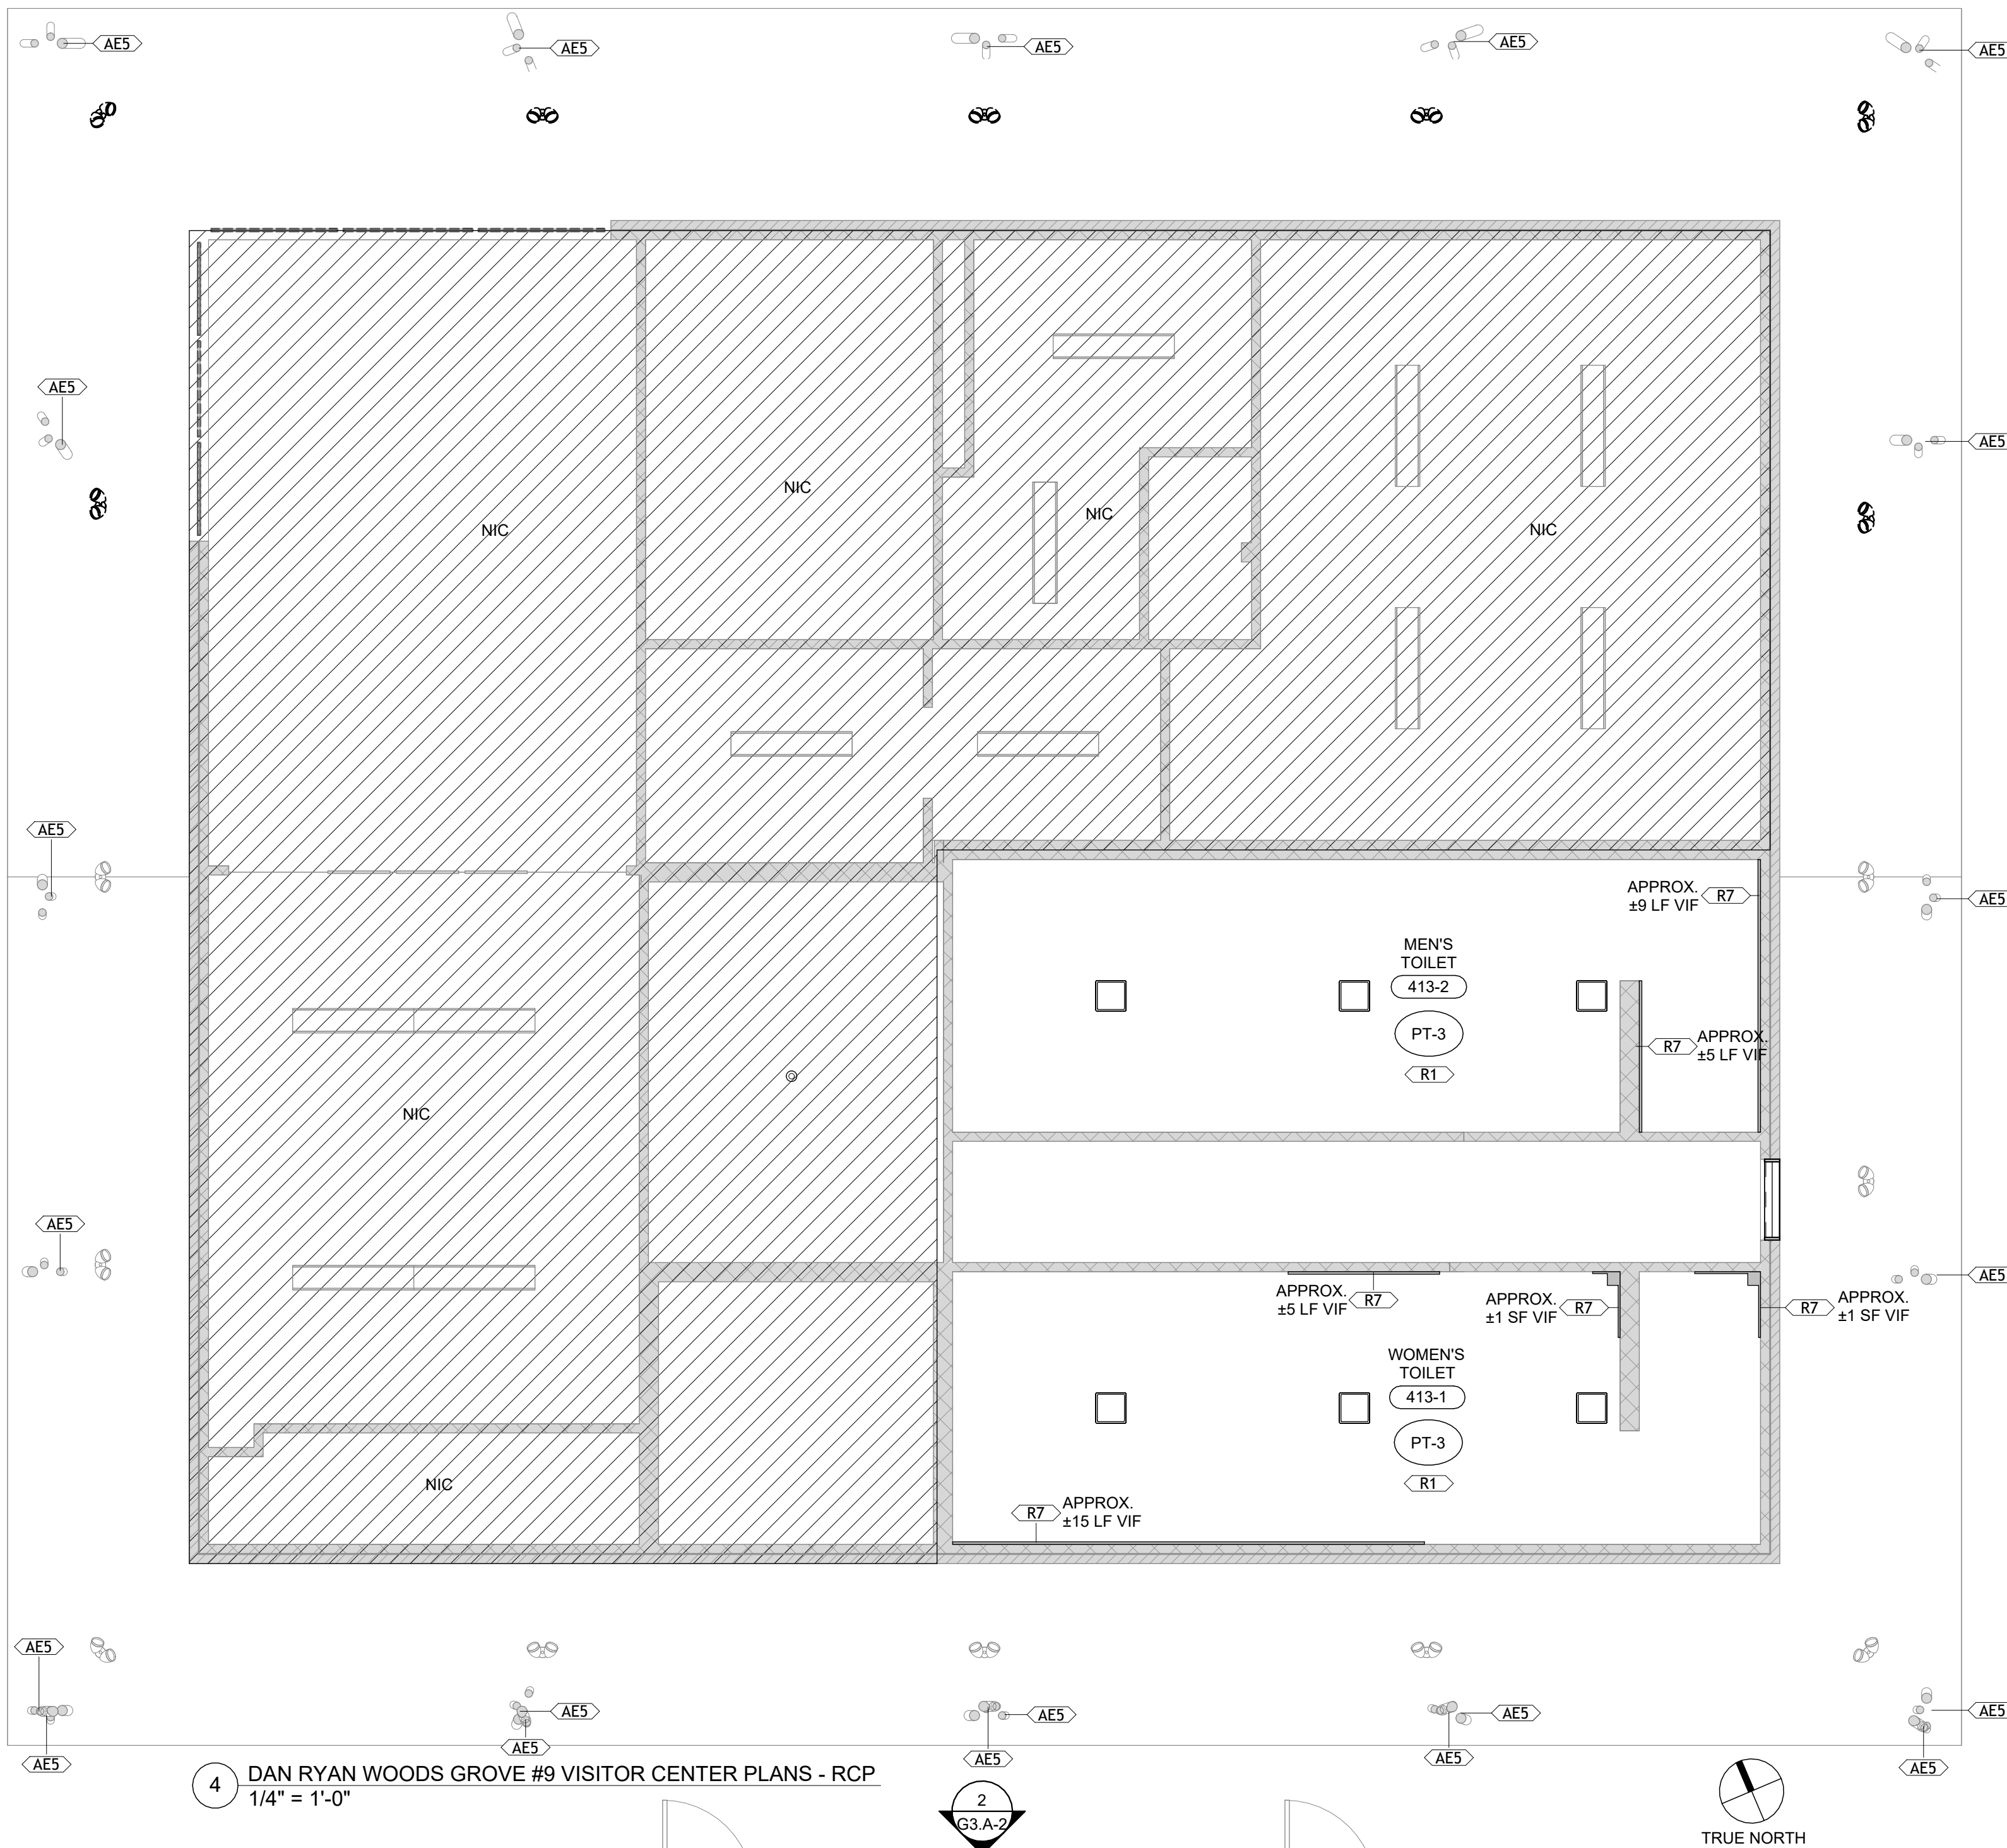 AE5
AE5
AE5
AE5
AE5
AE5
AE5
NIC
NIC
NIC
NIC
AE5
APPROX.
±9 LF VIF
R7
AE5
MEN'S
TOILET
413-2
PT-3
R1
R7
APPROX.
±5 LF VIF
NIC
AE5
AE5
APPROX.
±5 LF VIF
R7
APPROX.
±1 SF VIF
R7
R7
APPROX.
±1 SF VIF
WOMEN'S
TOILET
413-1
PT-3
R1
NIC
R7
APPROX.
±15 LF VIF
AE5
AE5
AE5
AE5
AE5
AE5
AE5
AE5
AE5
AE5
4
DAN RYAN WOODS GROVE #9 VISITOR CENTER PLANS - RCP
1/4" = 1'-0"
2
G3.A-2
TRUE NORTH